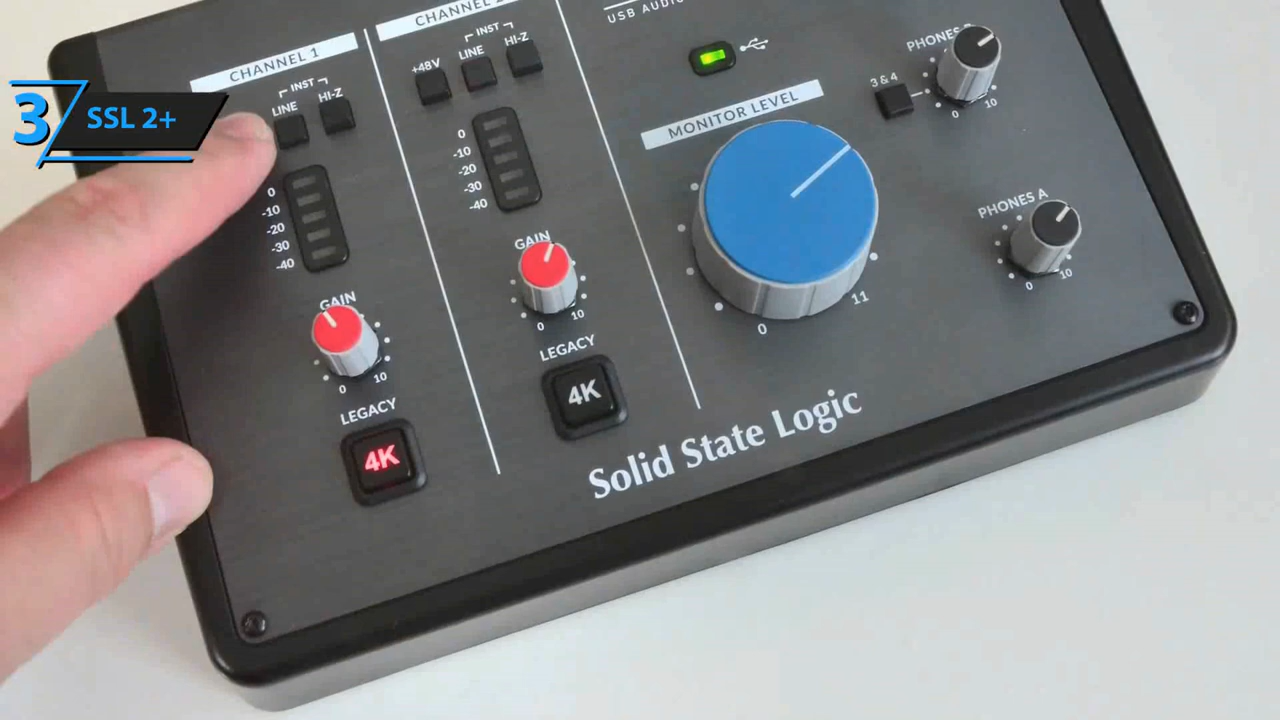 3
SSL 2+
CHANNEL 1
INST
LINE
HI-Z
0
-10
-20
-30
-40
GAIN
0
10
LEGACY
4K
CHANNEL
INST
+48V
LINE
HI-Z
0
-10
-20
-30
-40
GAIN
0
10
LEGACY
4K
USB AUDIO
MONITOR LEVEL
0
11
PHONES
3 & 4
0
10
PHONES A
0
10
Solid State Logic